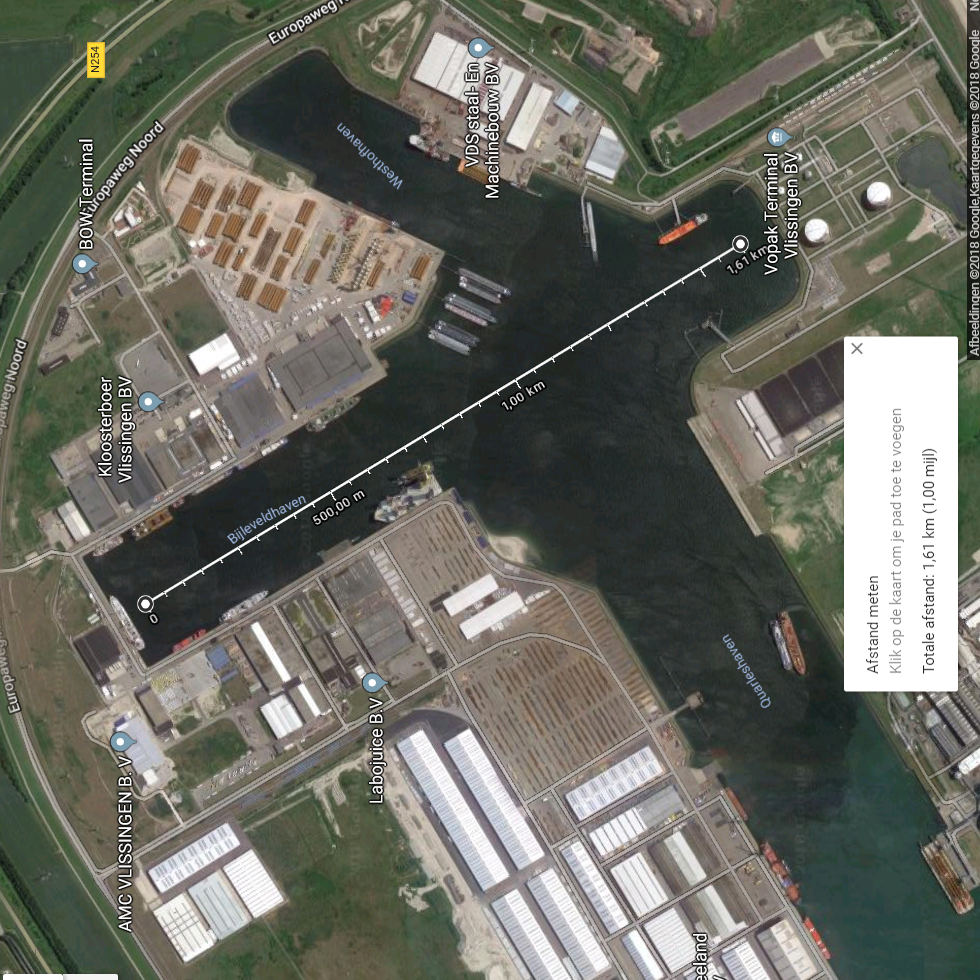 Europaweg N
N254
VDS staal- En
Machinebouw BV
Westhofhaven
BOW Terminal
uropaweg Noord
Vopak Terminal
Vlissingen BV
1,61 km
Afbeeldingen ©2018 Google,Kaartgegevens ©2018 Google
Europaweg Noord
Kloosterboer
Vlissingen BV
1,00 km
500,00 m
Bijleveldhaven
0
Afstand meten
Klik op de kaart om je pad toe te voegen
Totale afstand: 1,61 km (1,00 mijl)
Quarleshaven
Europaweg
Labojuice B.V
AMC VLISSINGEN B. V.
eeland